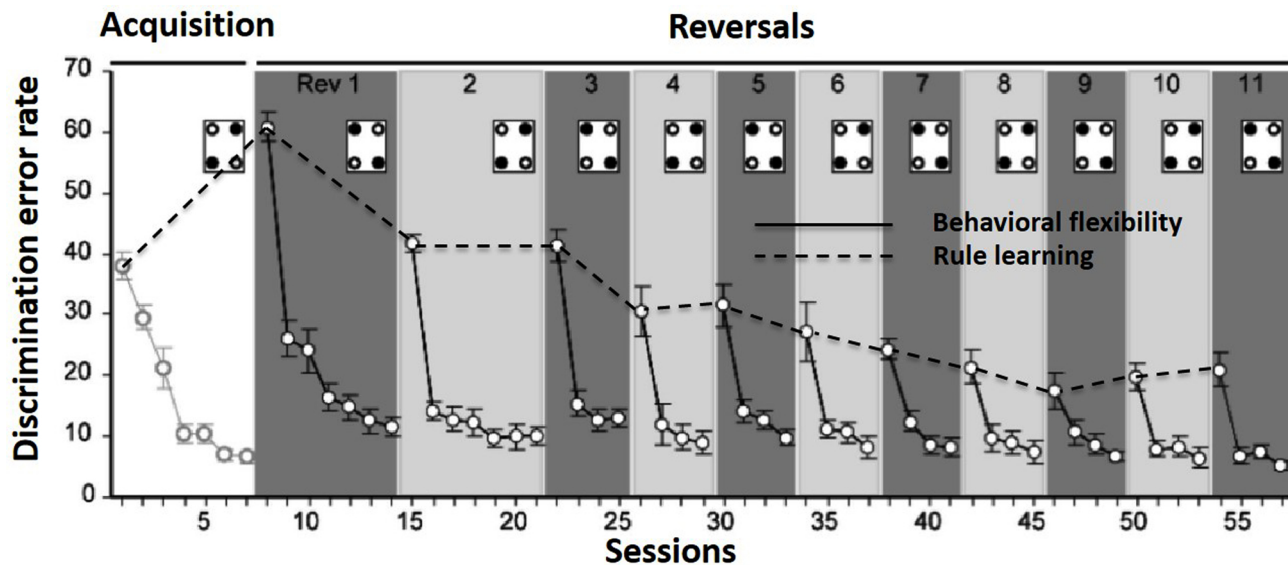 Acquisition Reversals
70 Rev 1 2 3 4 5 6 7 8 9 10 11
60
50
40
30
20
10
0
Discrimination error rate
Behavioral flexibility
Rule learning
5 10 15 20 25 30 35 40 45 50 55
Sessions